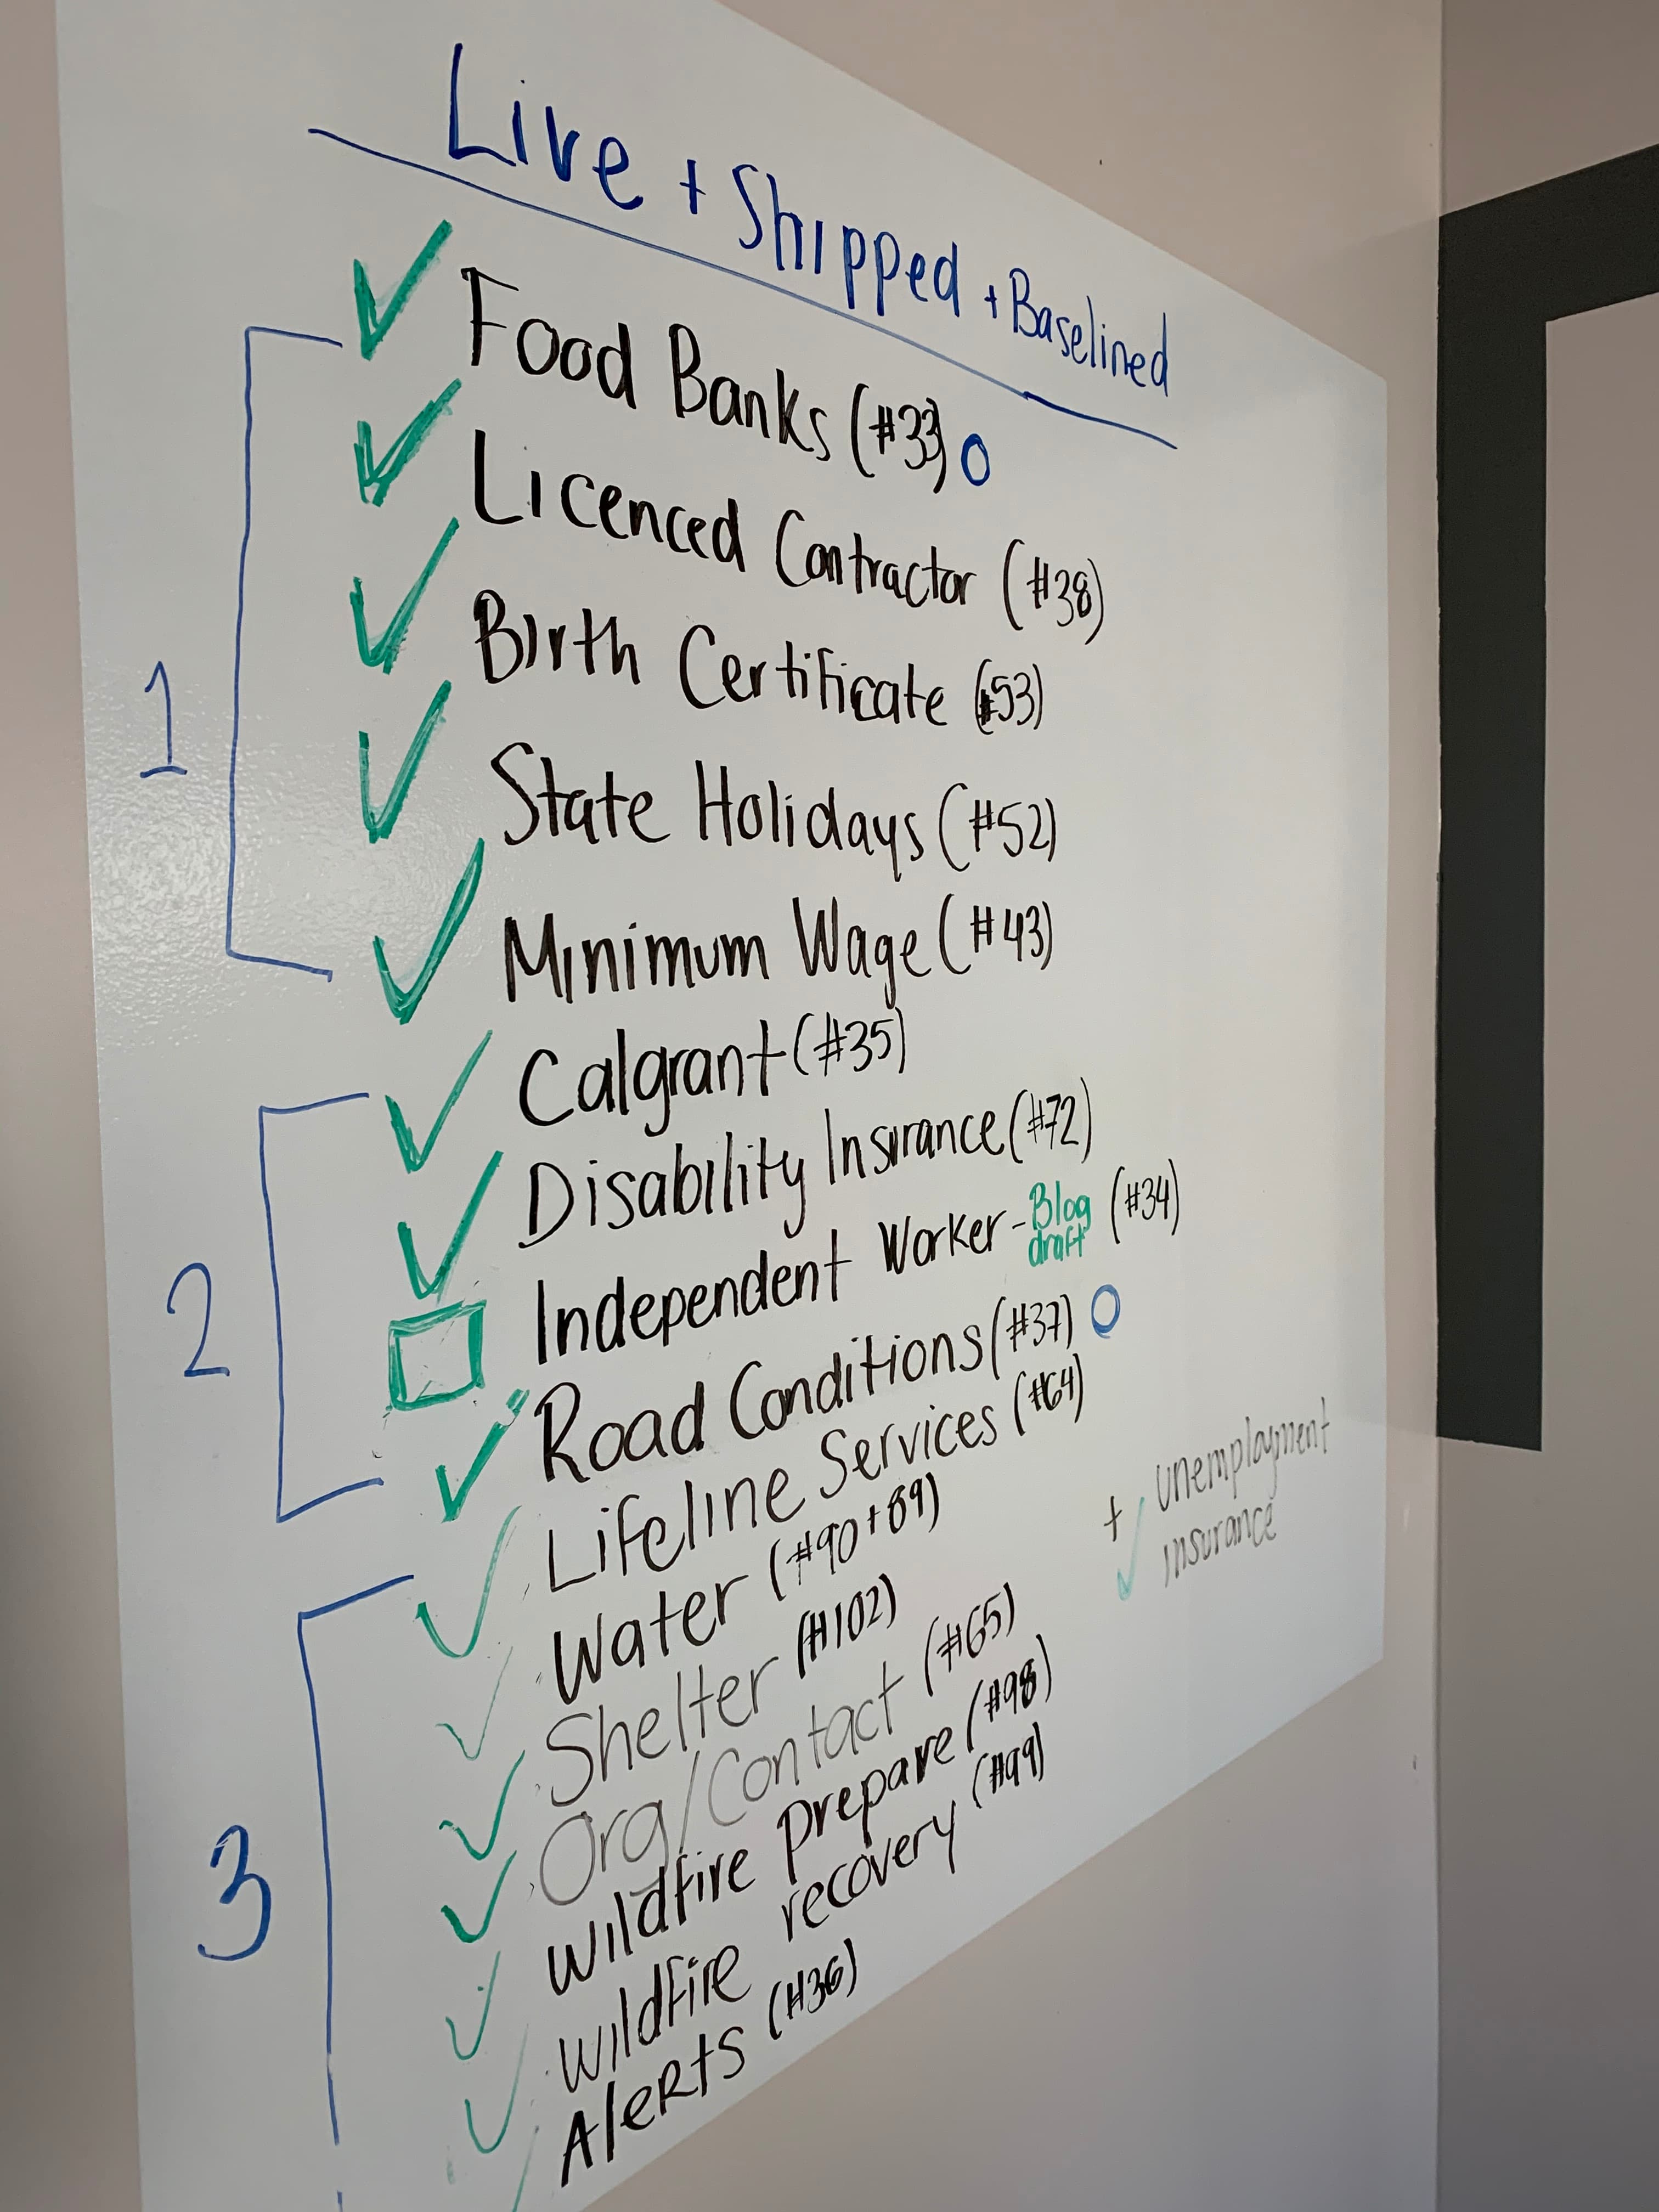 Live + Shipped + Baselined
1
✓ Food Banks (#33) O
✓ Licenced Contractor (#38)
✓ Birth Certificate (#53)
✓ State Holidays (#52)
✓ Minimum Wage (#43)
2
✓ Calgrant (#35)
✓ Disability Insurance (#72)
☐ Independent Worker - Blog draft (#34)
✓ Road Conditions (#37) O
3
✓ Lifeline Services (#64)
✓ Water (#90 + 89)
✓ Shelter (#102)
✓ Org/Contact (#65)
✓ Wildfire prepare (#98)
✓ Wildfire recovery (#99)
✓ Alerts (#36)
+ unemployment
✓ insurance